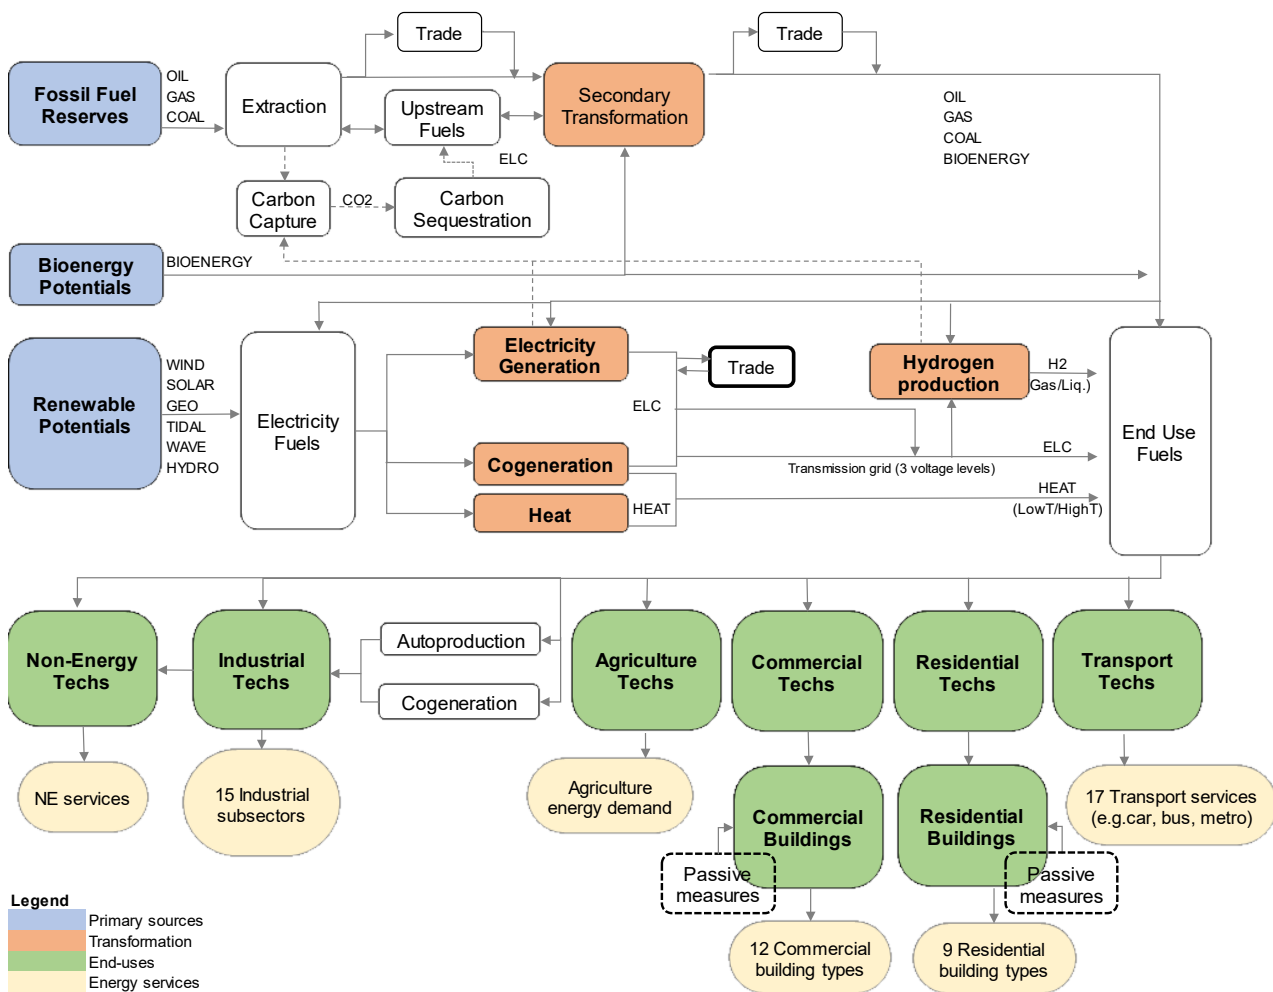 Trade
Trade
Fossil Fuel
Reserves
OIL
GAS
COAL
Extraction
Upstream
Fuels
Secondary
Transformation
OIL
GAS
COAL
BIOENERGY
ELC
Carbon
Capture
CO2
Carbon
Sequestration
Bioenergy
Potentials
BIOENERGY
Renewable
Potentials
WIND
SOLAR
GEO
TIDAL
WAVE
HYDRO
Electricity
Fuels
Electricity
Generation
Trade
Hydrogen
production
H2
Gas/Liq.)
ELC
Cogeneration
Transmission grid (3 voltage levels)
ELC
Heat
HEAT
HEAT
(LowT/HighT)
End Use
Fuels
Non-Energy
Techs
Industrial
Techs
Autoproduction
Cogeneration
Agriculture
Techs
Commercial
Techs
Residential
Techs
Transport
Techs
NE services
15 Industrial
subsectors
Agriculture
energy demand
Commercial
Buildings
Residential
Buildings
17 Transport services
(e.g.car, bus, metro)
Passive
measures
Passive
measures
12 Commercial
building types
9 Residential
building types
Legend
Primary sources
Transformation
End-uses
Energy services